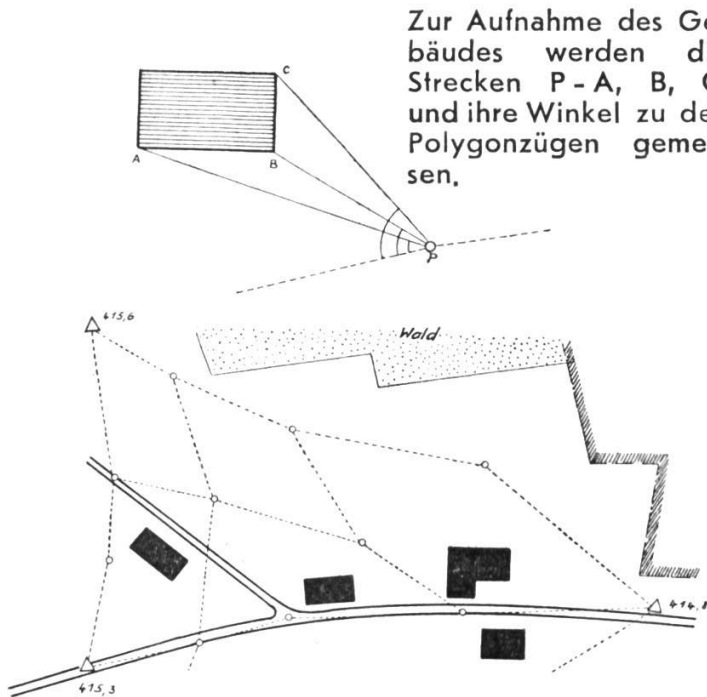 Zur Aufnahme des Ge
bäudes werden d
Strecken P - A, B, C
und ihre Winkel zu de
Polygonzügen geme
sen.
C
A
B
P
415,6
Wald
414,8
415,3